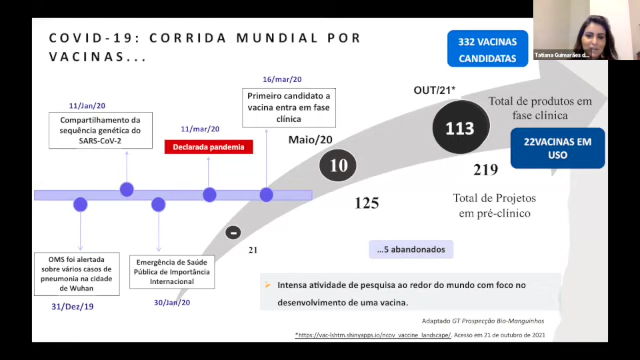 COVID-19: CORRIDA MUNDIAL POR
VACINAS...
332 VACINAS
CANDIDATAS
Tatiana Guimarães d...
16/mar/20
Primeiro candidato a
vacina entra em fase
clínica
11/Jan/20
Compartilhamento da
sequência genética do
SARS-CoV-2
11/mar/20
Declarada pandemia
Maio/20
10
125
OUT/21*
113
219
Total de produtos em
fase clínica
22VACINAS EM
USO
Total de Projetos
em pré-clínico
-
21
...5 abandonados
OMS foi alertada
sobre vários casos de
pneumonia na cidade
de Wuhan
31/Dez/19
Emergência de Saúde
Pública de Importância
Internacional
30/Jan/20
Intensa atividade de pesquisa ao redor do mundo com foco no
desenvolvimento de uma vacina.
Adaptado GT Prospecção Bio-Manguinhos
*https://vac-lshtm.shinyapps.io/ncov_vaccine_landscape/. Acesso em 21 de outubro de 2021